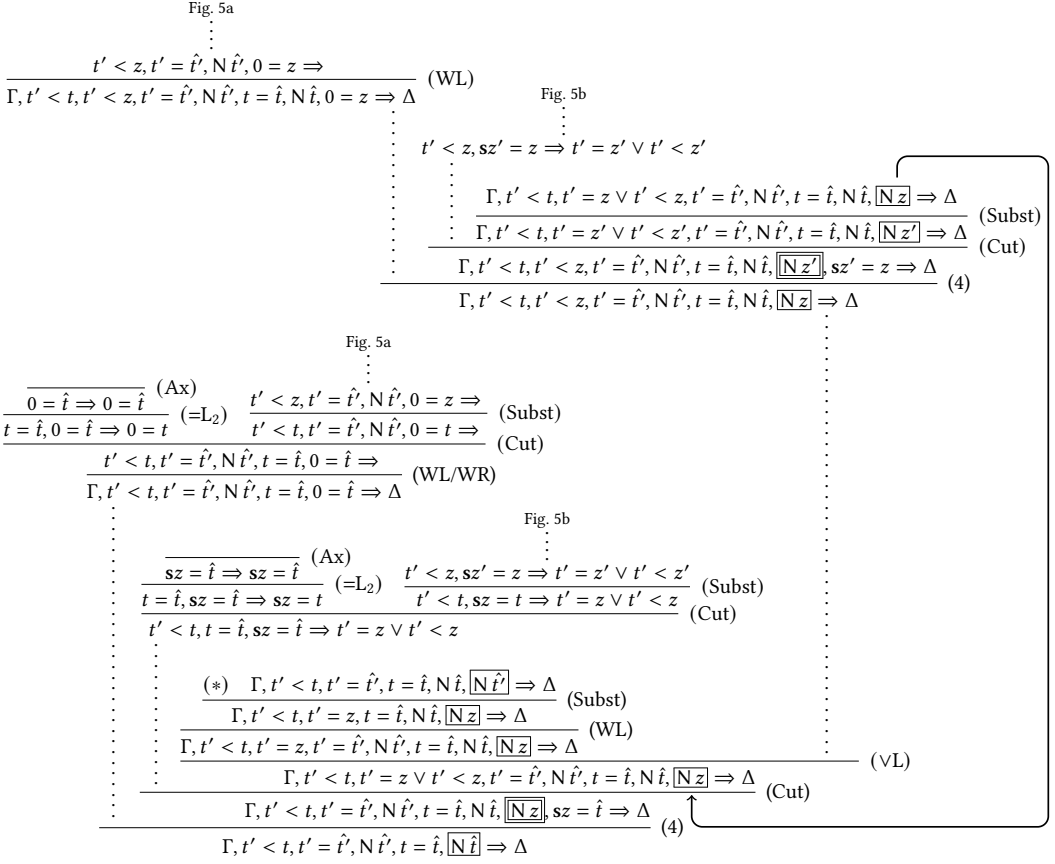 Fig. 5a
t′ < z, t′ = t̂′, N t̂′, 0 = z ⇒
(WL)
Γ, t′ < t, t′ < z, t′ = t̂′, N t̂′, t = t̂, N t̂, 0 = z ⇒ Δ
Fig. 5b
t′ < z, sz′ = z ⇒ t′ = z′ ∨ t′ < z′
Γ, t′ < t, t′ = z ∨ t′ < z, t′ = t̂′, N t̂′, t = t̂, N t̂, N z ⇒ Δ
(Subst)
Γ, t′ < t, t′ = z′ ∨ t′ < z′, t′ = t̂′, N t̂′, t = t̂, N t̂, N z′ ⇒ Δ
(Cut)
Γ, t′ < t, t′ < z, t′ = t̂′, N t̂′, t = t̂, N t̂, N z′, sz′ = z ⇒ Δ
(4)
Γ, t′ < t, t′ < z, t′ = t̂′, N t̂′, t = t̂, N t̂, N z ⇒ Δ
Fig. 5a
(Ax)
0 = t̂ ⇒ 0 = t̂
(=L₂)
t = t̂, 0 = t̂ ⇒ 0 = t
t′ < z, t′ = t̂′, N t̂′, 0 = z ⇒
(Subst)
t′ < t, t′ = t̂′, N t̂′, 0 = t ⇒
(Cut)
t′ < t, t′ = t̂′, N t̂′, t = t̂, 0 = t̂ ⇒
(WL/WR)
Γ, t′ < t, t′ = t̂′, N t̂′, t = t̂, 0 = t̂ ⇒ Δ
Fig. 5b
(Ax)
sz = t̂ ⇒ sz = t̂
(=L₂)
t = t̂, sz = t̂ ⇒ sz = t
t′ < z, sz′ = z ⇒ t′ = z′ ∨ t′ < z′
(Subst)
t′ < t, sz = t ⇒ t′ = z ∨ t′ < z
(Cut)
t′ < t, t = t̂, sz = t̂ ⇒ t′ = z ∨ t′ < z
(∗) Γ, t′ < t, t′ = t̂′, t = t̂, N t̂, N t̂′ ⇒ Δ
(Subst)
Γ, t′ < t, t′ = z, t = t̂, N t̂, N z ⇒ Δ
(WL)
Γ, t′ < t, t′ = z, t′ = t̂′, N t̂′, t = t̂, N t̂, N z ⇒ Δ
(∨L)
Γ, t′ < t, t′ = z ∨ t′ < z, t′ = t̂′, N t̂′, t = t̂, N t̂, N z ⇒ Δ
(Cut)
Γ, t′ < t, t′ = t̂′, N t̂′, t = t̂, N t̂, N z, sz = t̂ ⇒ Δ
(4)
Γ, t′ < t, t′ = t̂′, N t̂′, t = t̂, N t̂ ⇒ Δ